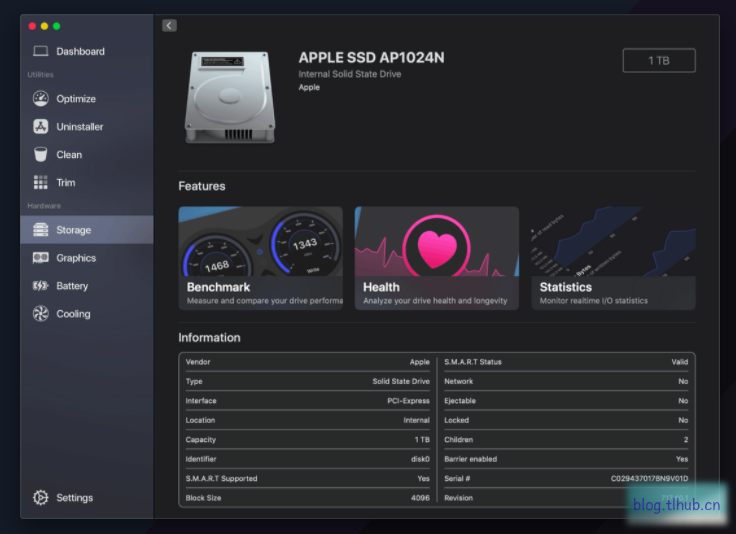 Dashboard
Utilities
Optimize
Uninstaller
Clean
Trim
Hardware
Storage
Graphics
Battery
Cooling
Settings
APPLE SSD AP1024N
Internal Solid State Drive
Apple
1 TB
Features
1468
1343
Write
Benchmark
Measure and compare your drive performa
Health
Analyze your drive health and longevity
Statistics
Monitor realtime I/O statistics
Information
Vendor Apple
Type Solid State Drive
Interface PCI-Express
Location Internal
Capacity 1 TB
Identifier disk0
S.M.A.R.T Supported Yes
Block Size 4096
S.M.A.R.T Status Valid
Network No
Ejectable No
Locked No
Children 2
Barrier enabled Yes
Serial # C0294370178N9V01D
Revision
blog.tlhub.cn